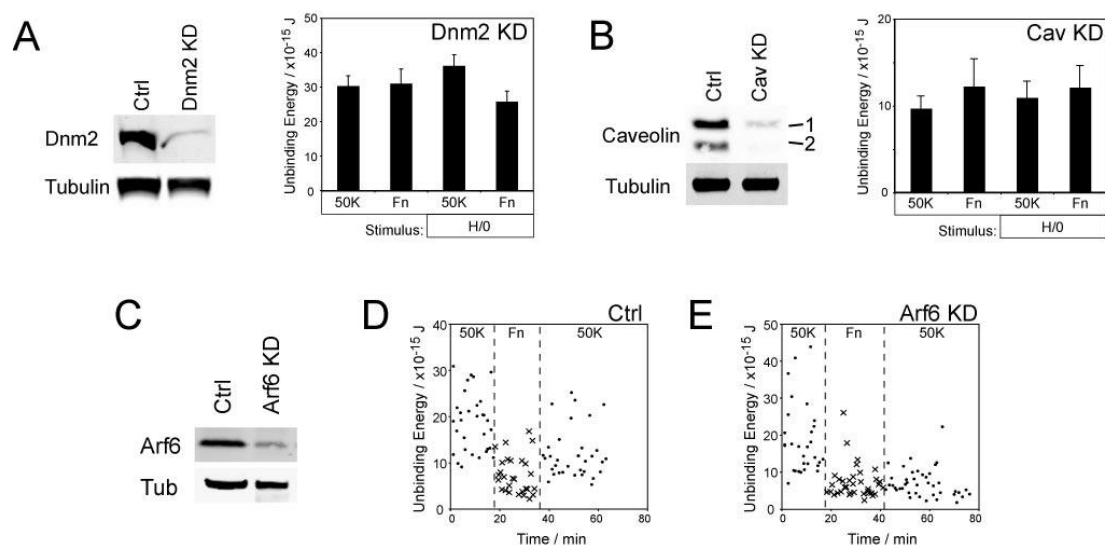 A
Ctrl
Dnm2 KD
Dnm2
Tubulin
Dnm2 KD
Unbinding Energy / x10-15 J
50
40
30
20
10
0
50K Fn 50K Fn
Stimulus: H/0
B
Ctrl
Cav KD
Caveolin
1
2
Tubulin
Cav KD
Unbinding Energy / x10-15 J
15
10
5
0
50K Fn 50K Fn
Stimulus: H/0
C
Ctrl
Arf6 KD
Arf6
Tub
D
Ctrl
50K Fn 50K
Unbinding Energy / x10-15 J
40
30
20
10
0
0 20 40 60 80
Time / min
E
Arf6 KD
50K Fn 50K
Unbinding Energy / x10-15 J
50
40
30
20
10
0
0 20 40 60 80
Time / min